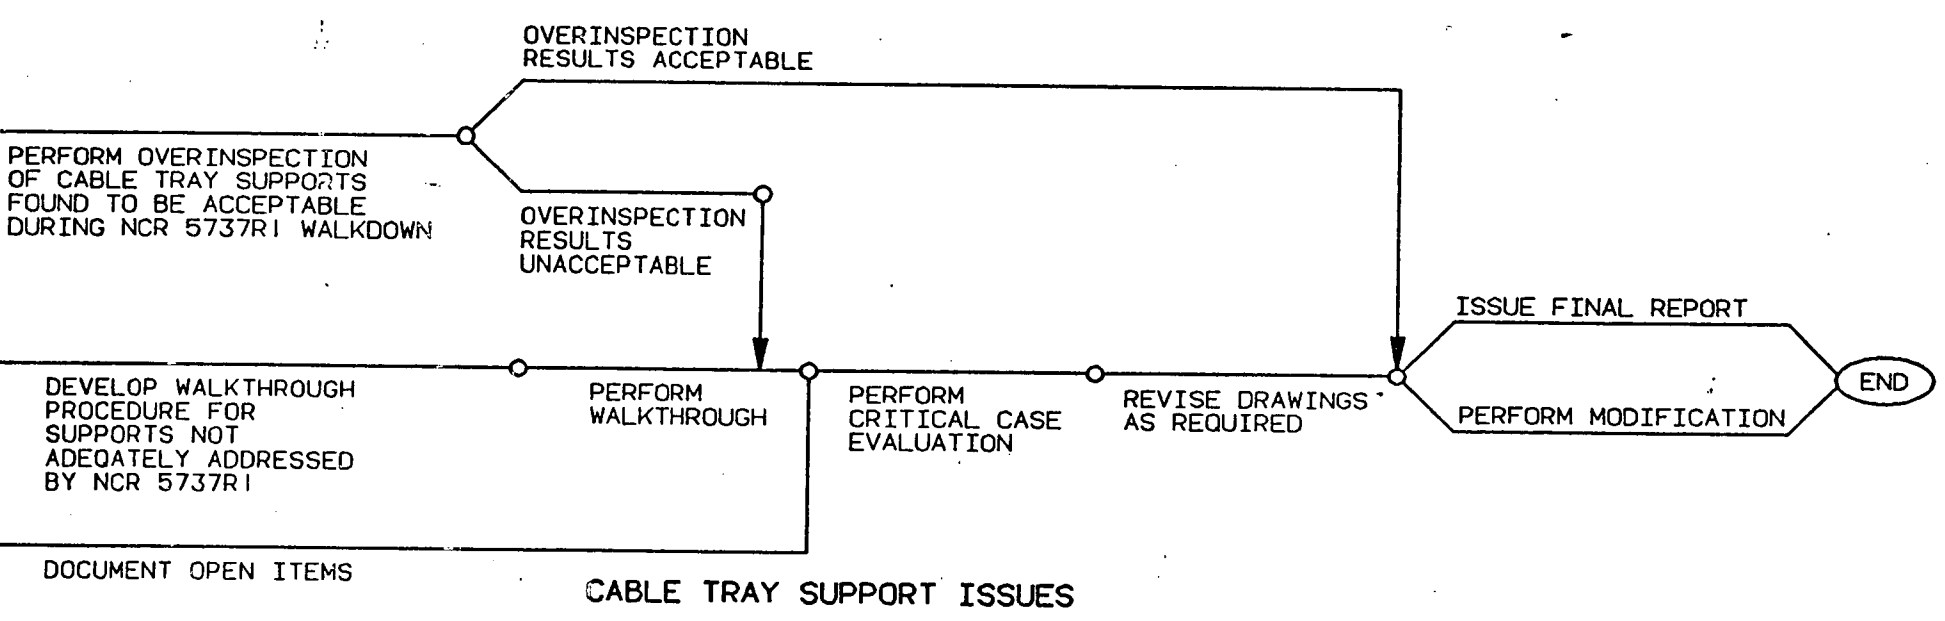 OVERINSPECTION
RESULTS ACCEPTABLE
PERFORM OVERINSPECTION
OF CABLE TRAY SUPPORTS
FOUND TO BE ACCEPTABLE
DURING NCR 5737R1 WALKDOWN
OVERINSPECTION
RESULTS
UNACCEPTABLE
ISSUE FINAL REPORT
END
PERFORM MODIFICATION
DEVELOP WALKTHROUGH
PROCEDURE FOR
SUPPORTS NOT
ADEQATELY ADDRESSED
BY NCR 5737R1
PERFORM
WALKTHROUGH
PERFORM
CRITICAL CASE
EVALUATION
REVISE DRAWINGS
AS REQUIRED
DOCUMENT OPEN ITEMS
CABLE TRAY SUPPORT ISSUES